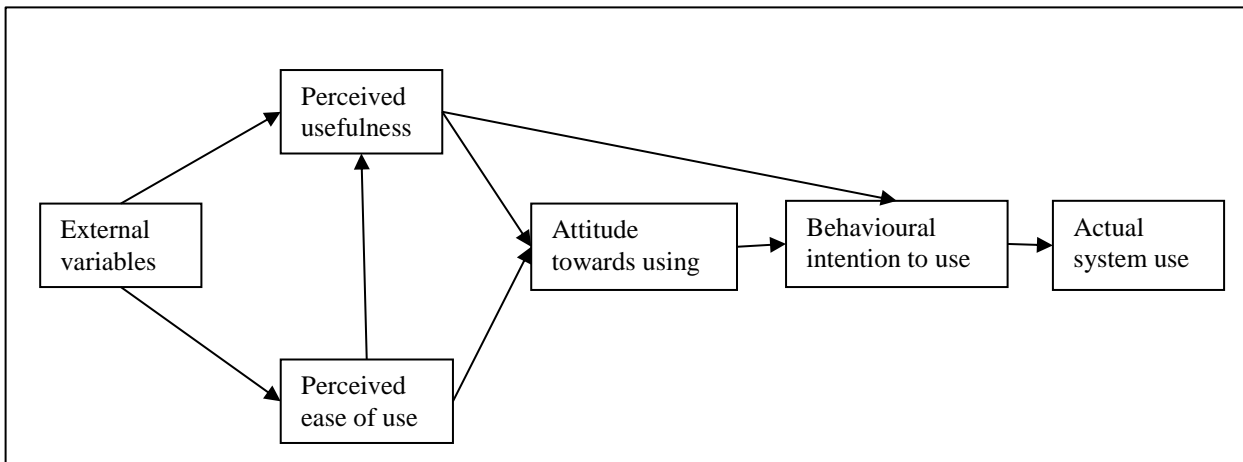 Perceived
usefulness
External
variables
Attitude
towards using
Behavioural
intention to use
Actual
system use
Perceived
ease of use